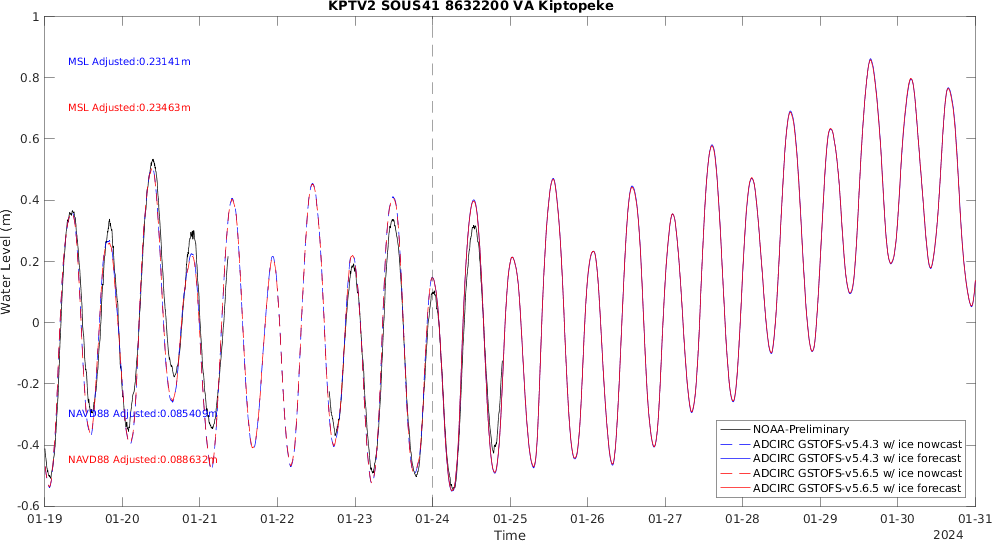 KPTV2 SOUS41 8632200 VA Kiptopeke
MSL Adjusted:0.23141m
MSL Adjusted:0.23463m
NAVD88 Adjusted:0.085409m
NAVD88 Adjusted:0.088632m
Water Level (m)
1
0.8
0.6
0.4
0.2
0
-0.2
-0.4
-0.6
NOAA-Preliminary
ADCIRC GSTOFS-v5.4.3 w/ ice nowcast
ADCIRC GSTOFS-v5.4.3 w/ ice forecast
ADCIRC GSTOFS-v5.6.5 w/ ice nowcast
ADCIRC GSTOFS-v5.6.5 w/ ice forecast
01-19 01-20 01-21 01-22 01-23 01-24 01-25 01-26 01-27 01-28 01-29 01-30 01-31
Time
2024